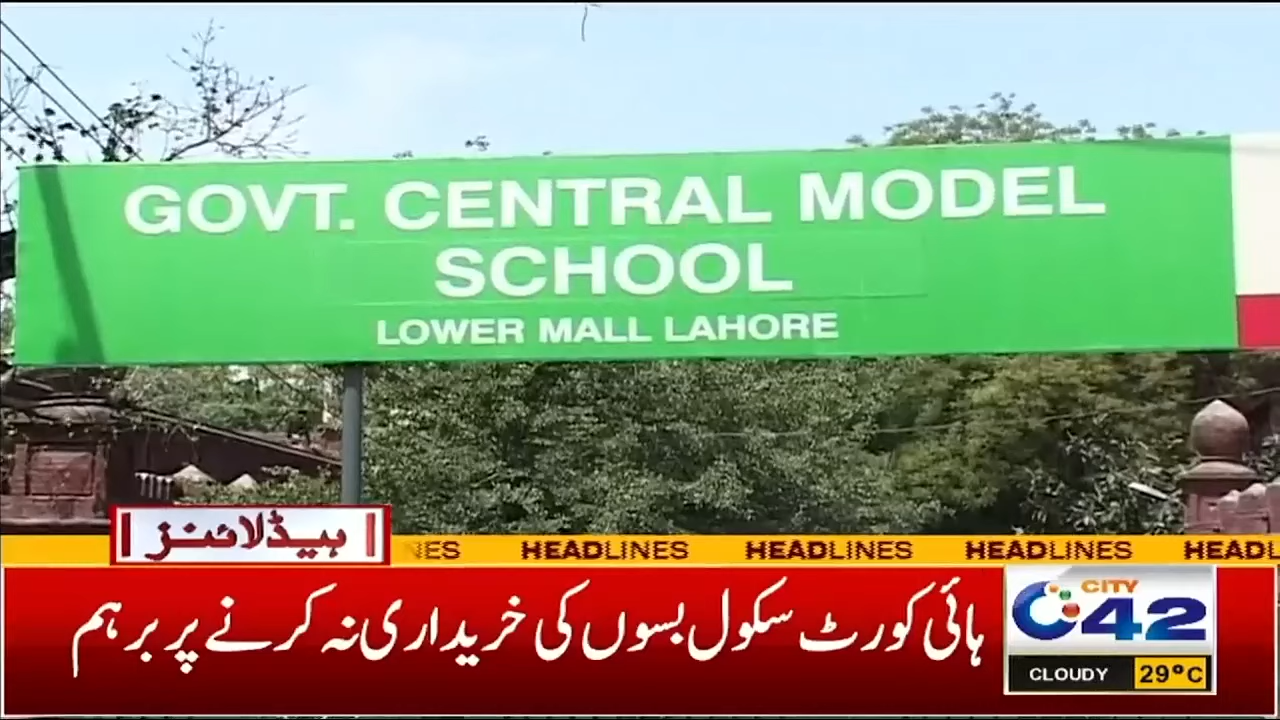 GOVT. CENTRAL MODEL
SCHOOL
LOWER MALL LAHORE
ہیڈلائنز
NES HEADLINES HEADLINES HEADLINES HEADL
ہائی کورٹ سکول بسوں کی خریداری نہ کرنے پر برہم
CITY
42
CLOUDY 29°C